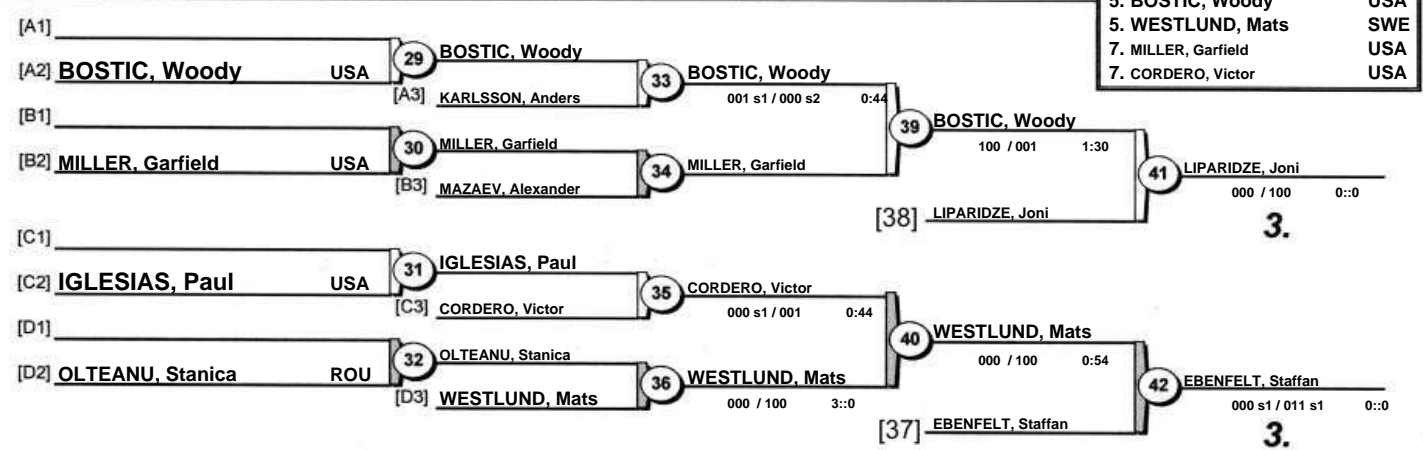 5. BOSTIC, Woody USA
5. WESTLUND, Mats SWE
7. MILLER, Garfield USA
7. CORDERO, Victor USA
[A1]
[A2] BOSTIC, Woody USA
29
BOSTIC, Woody
[A3] KARLSSON, Anders
33
BOSTIC, Woody
001 s1 / 000 s2 0:44
[B1]
[B2] MILLER, Garfield USA
30
MILLER, Garfield
[B3] MAZAEV, Alexander
34
MILLER, Garfield
39
BOSTIC, Woody
100 / 001 1:30
[38] LIPARIDZE, Joni
41
LIPARIDZE, Joni
000 / 100 0::0
3.
[C1]
[C2] IGLESIAS, Paul USA
31
IGLESIAS, Paul
[C3] CORDERO, Victor
35
CORDERO, Victor
000 s1 / 001 0:44
[D1]
[D2] OLTEANU, Stanica ROU
32
OLTEANU, Stanica
[D3] WESTLUND, Mats
36
WESTLUND, Mats
000 / 100 3::0
40
WESTLUND, Mats
000 / 100 0:54
[37] EBENFELT, Staffan
42
EBENFELT, Staffan
000 s1 / 011 s1 0::0
3.